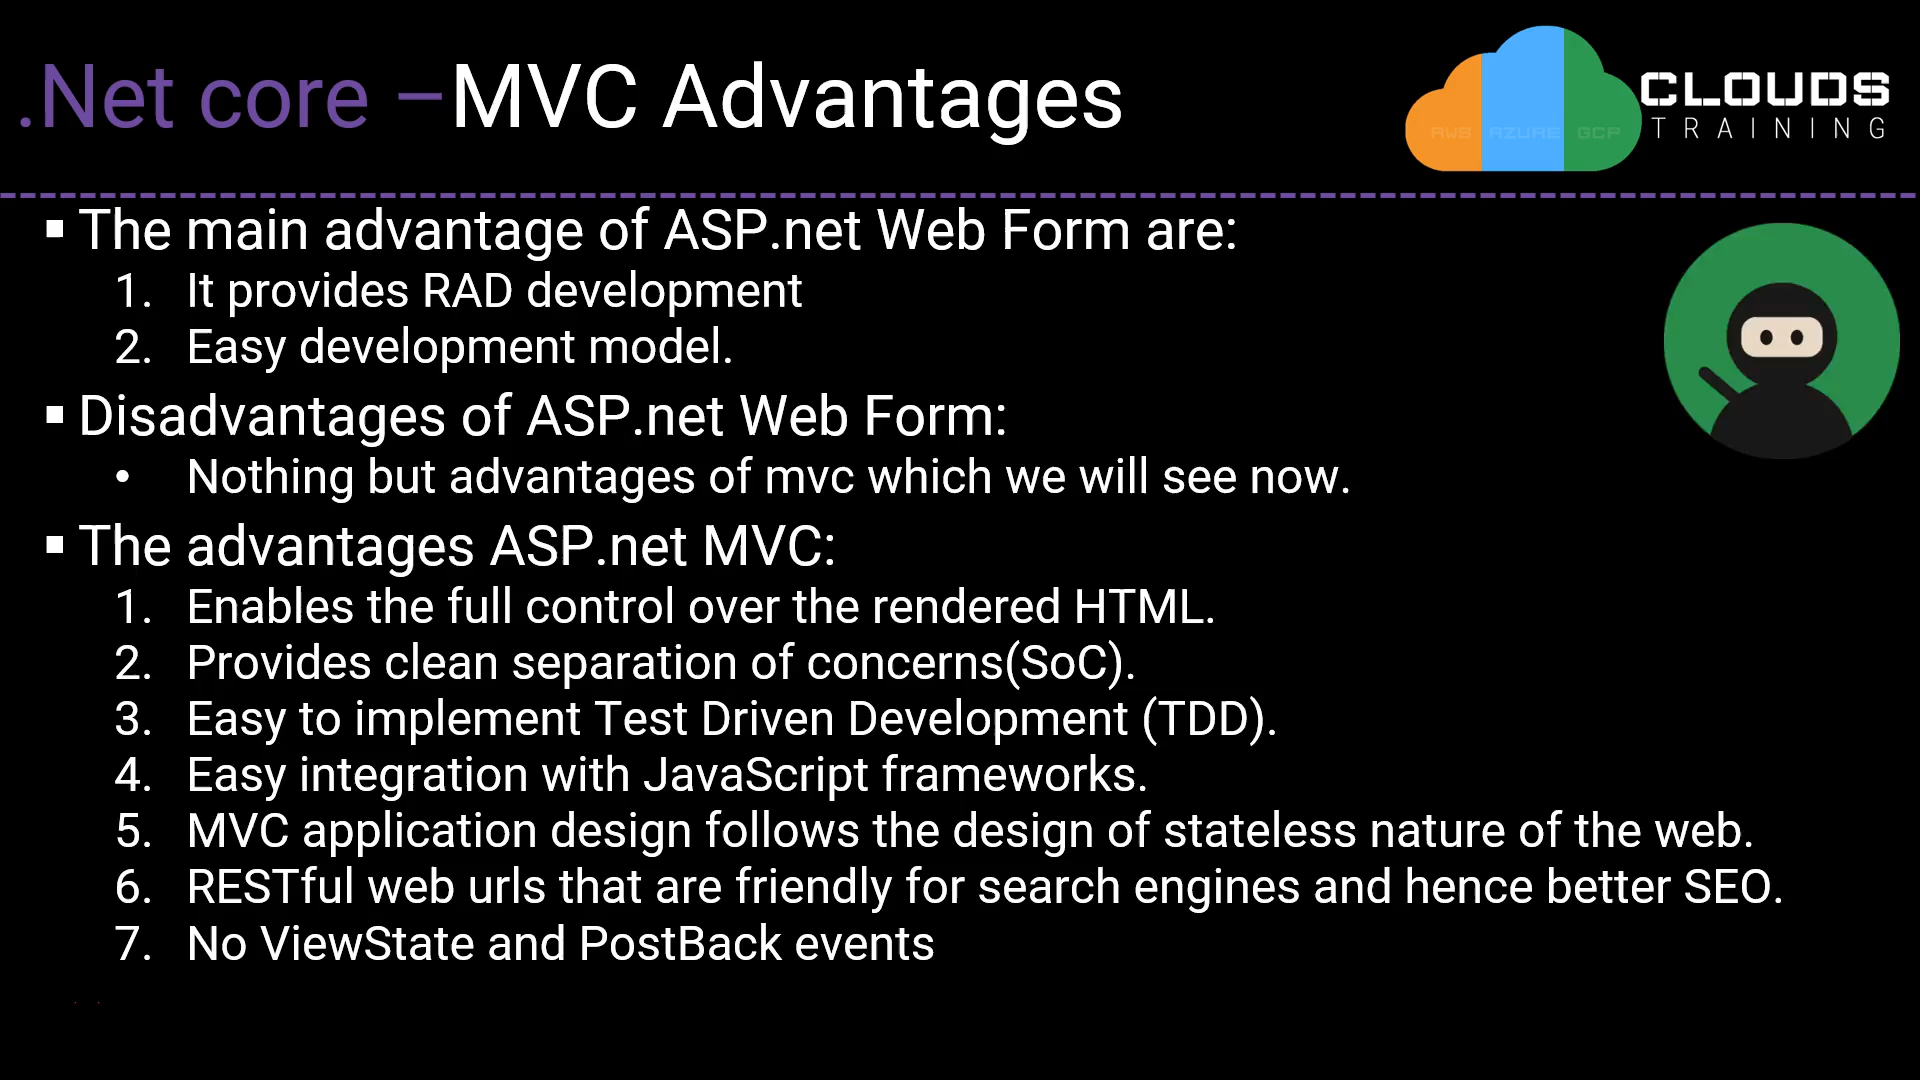 .Net core –MVC Advantages
CLOUDS
TRAINING
AWS AZURE GCP
▪ The main advantage of ASP.net Web Form are:
1. It provides RAD development
2. Easy development model.
▪ Disadvantages of ASP.net Web Form:
• Nothing but advantages of mvc which we will see now.
▪ The advantages ASP.net MVC:
1. Enables the full control over the rendered HTML.
2. Provides clean separation of concerns(SoC).
3. Easy to implement Test Driven Development (TDD).
4. Easy integration with JavaScript frameworks.
5. MVC application design follows the design of stateless nature of the web.
6. RESTful web urls that are friendly for search engines and hence better SEO.
7. No ViewState and PostBack events